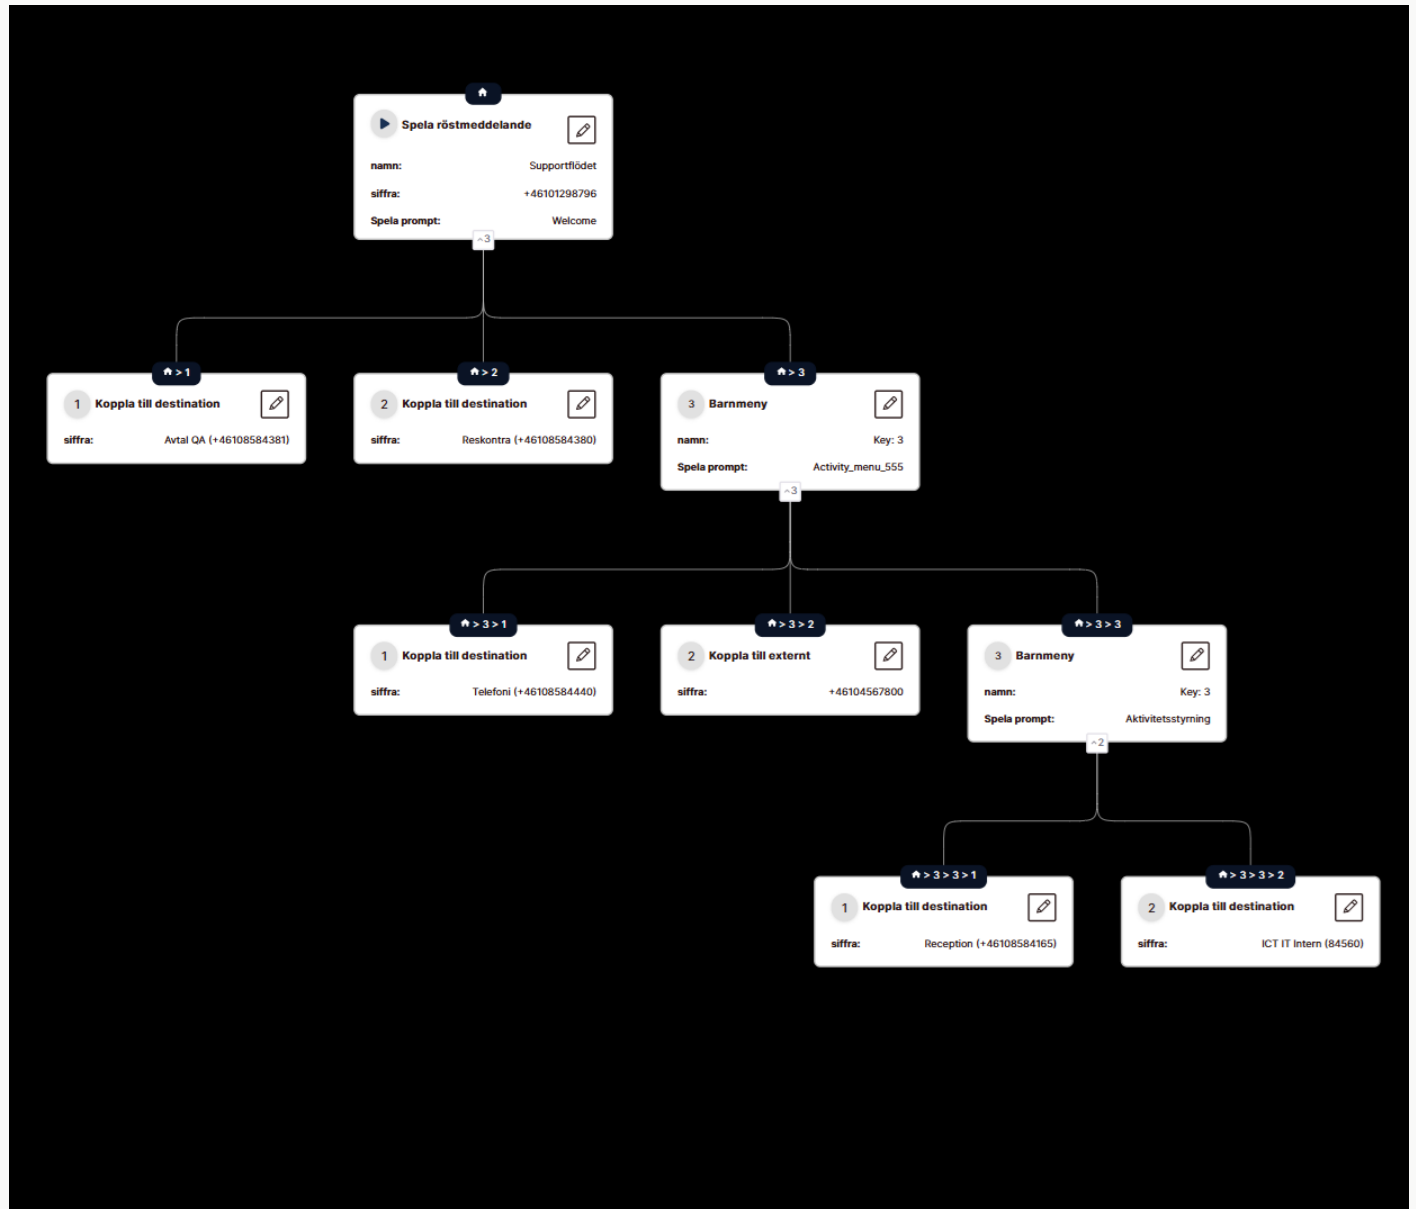 Spela röstmeddelande
namn: Supportflödet
siffra: +46101298796
Spela prompt: Welcome
^3
> 1
1 Koppla till destination
siffra: Avtal QA (+46108584381)
> 2
2 Koppla till destination
siffra: Reskontra (+46108584380)
> 3
3 Barnmeny
namn: Key: 3
Spela prompt: Activity_menu_555
^3
> 3 > 1
1 Koppla till destination
siffra: Telefoni (+46108584440)
> 3 > 2
2 Koppla till externt
siffra: +46104567800
> 3 > 3
3 Barnmeny
namn: Key: 3
Spela prompt: Aktivitetsstyrning
^2
> 3 > 3 > 1
1 Koppla till destination
siffra: Reception (+46108584165)
> 3 > 3 > 2
2 Koppla till destination
siffra: ICT IT Intern (84560)